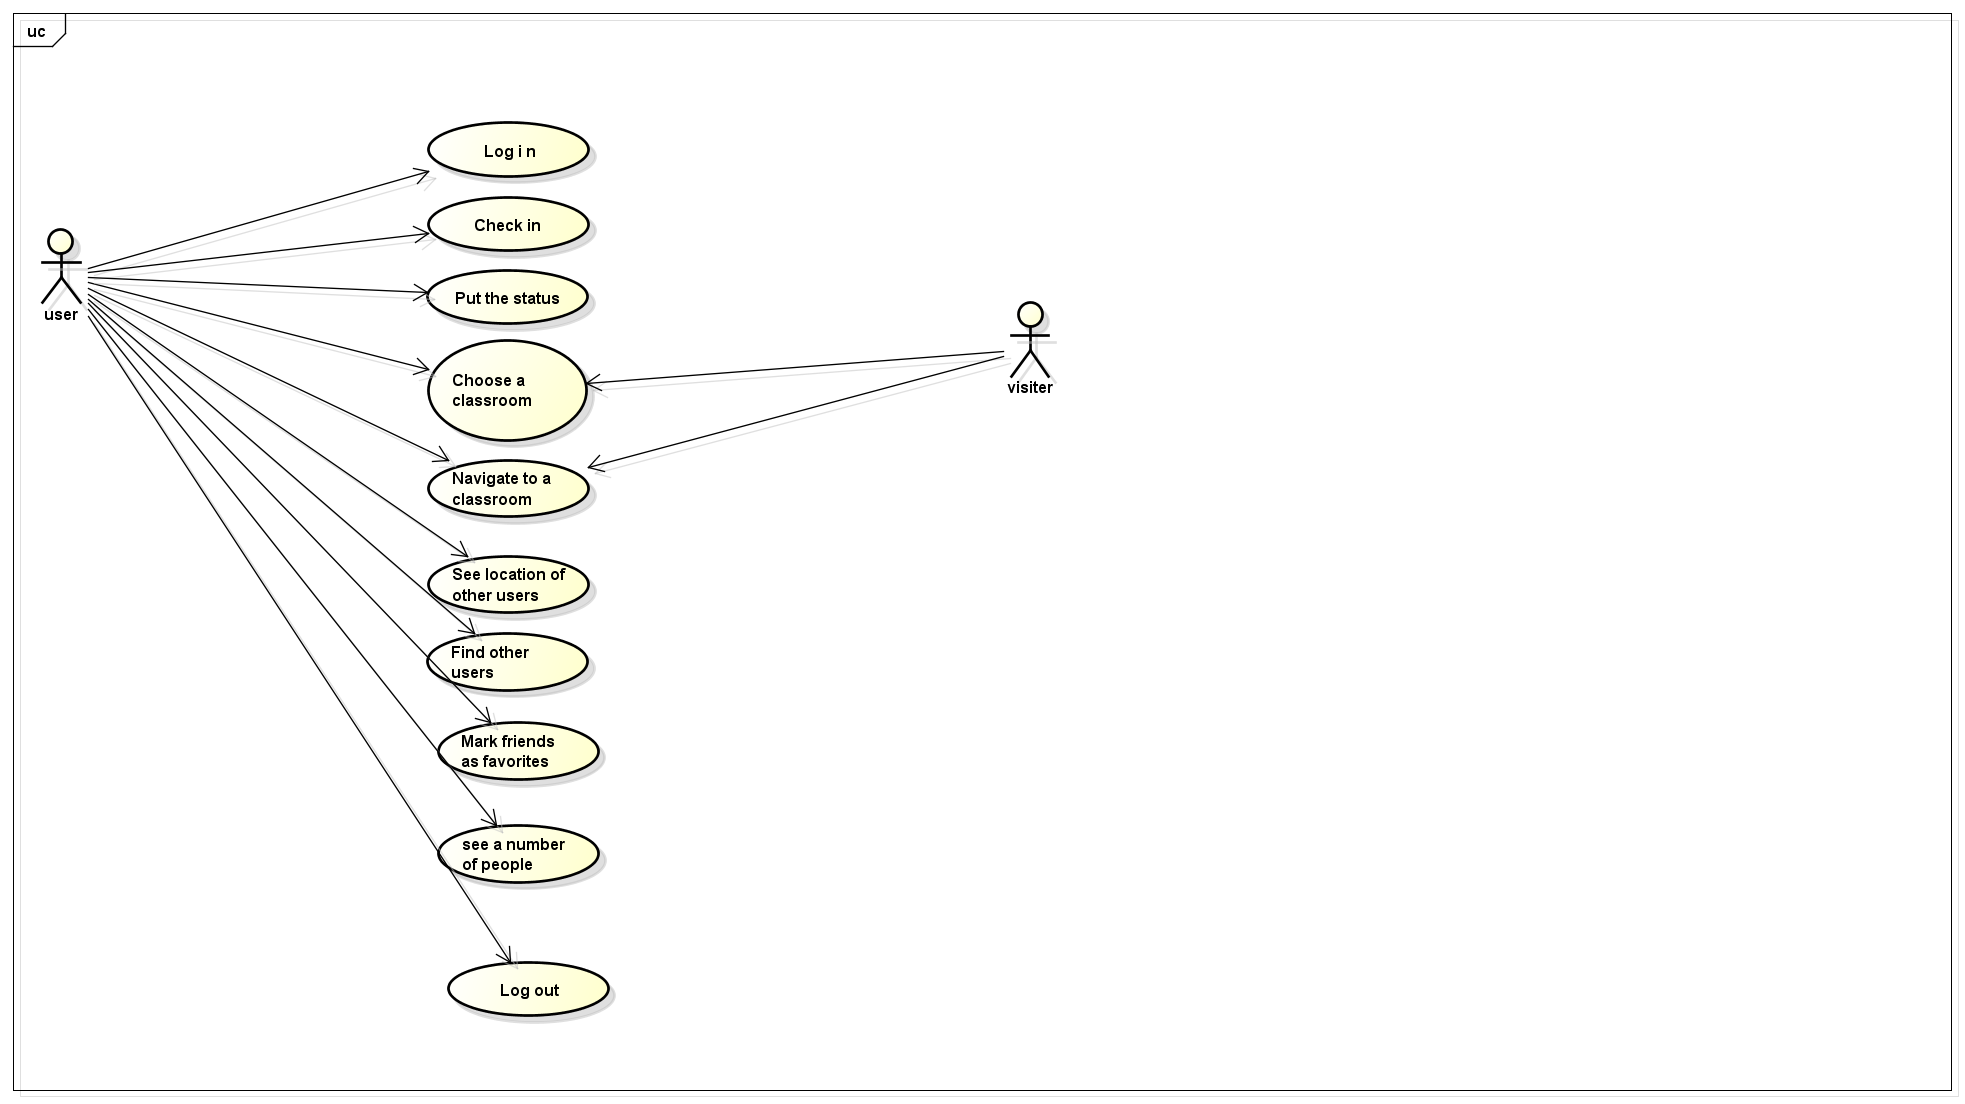 uc
Log i n
Check in
user
Put the status
Choose a
classroom
visiter
Navigate to a
classroom
See location of
other users
Find other
users
Mark friends
as favorites
see a number
of people
Log out